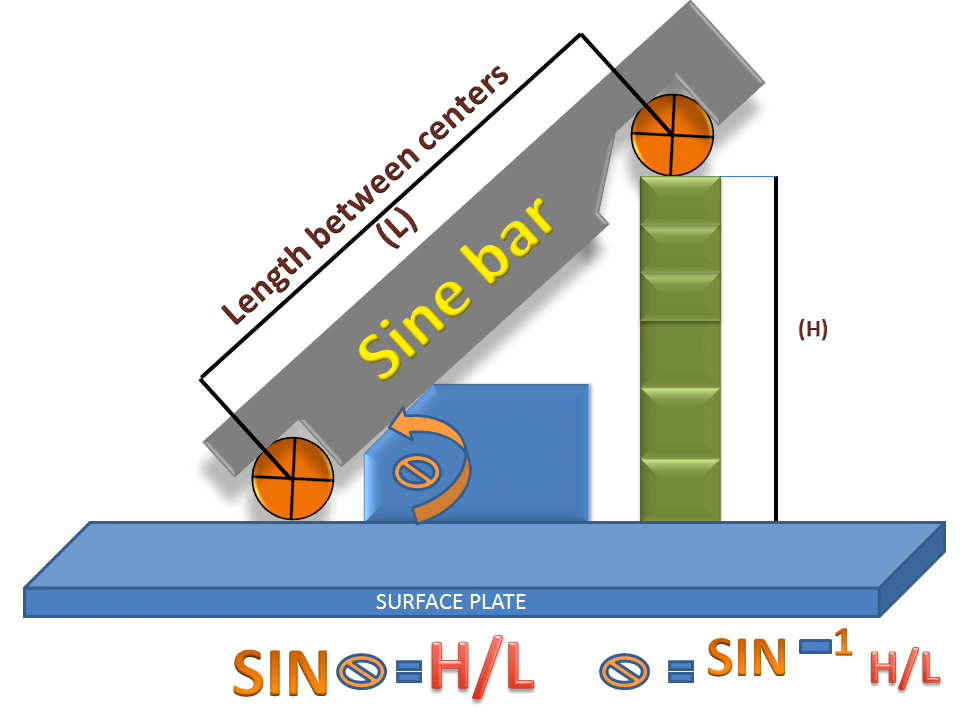 Length between centers
(L)
Sine bar
(H)
SURFACE PLATE
SIN⦸=H/L
⦸ = SIN⁻¹ H/L